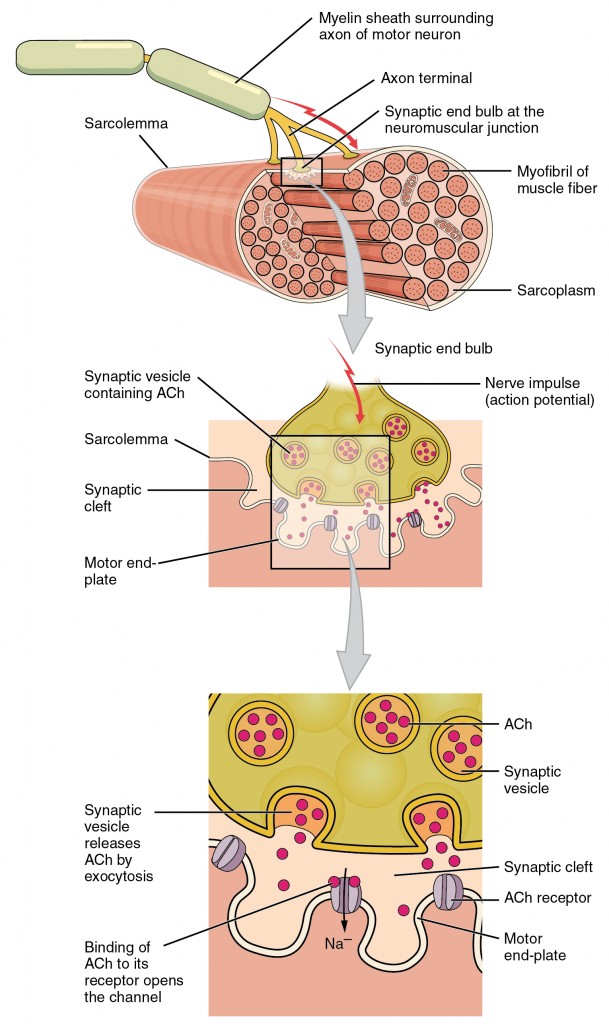 Myelin sheath surrounding
axon of motor neuron
Axon terminal
Synaptic end bulb at the
neuromuscular junction
Sarcolemma
Myofibril of
muscle fiber
Sarcoplasm
Synaptic end bulb
Synaptic vesicle
containing ACh
Nerve impulse
(action potential)
Sarcolemma
Synaptic
cleft
Motor end-
plate
ACh
Synaptic
vesicle
Synaptic
vesicle
releases
ACh by
exocytosis
Synaptic cleft
ACh receptor
Motor
end-plate
Na–
Binding of
ACh to its
receptor opens
the channel